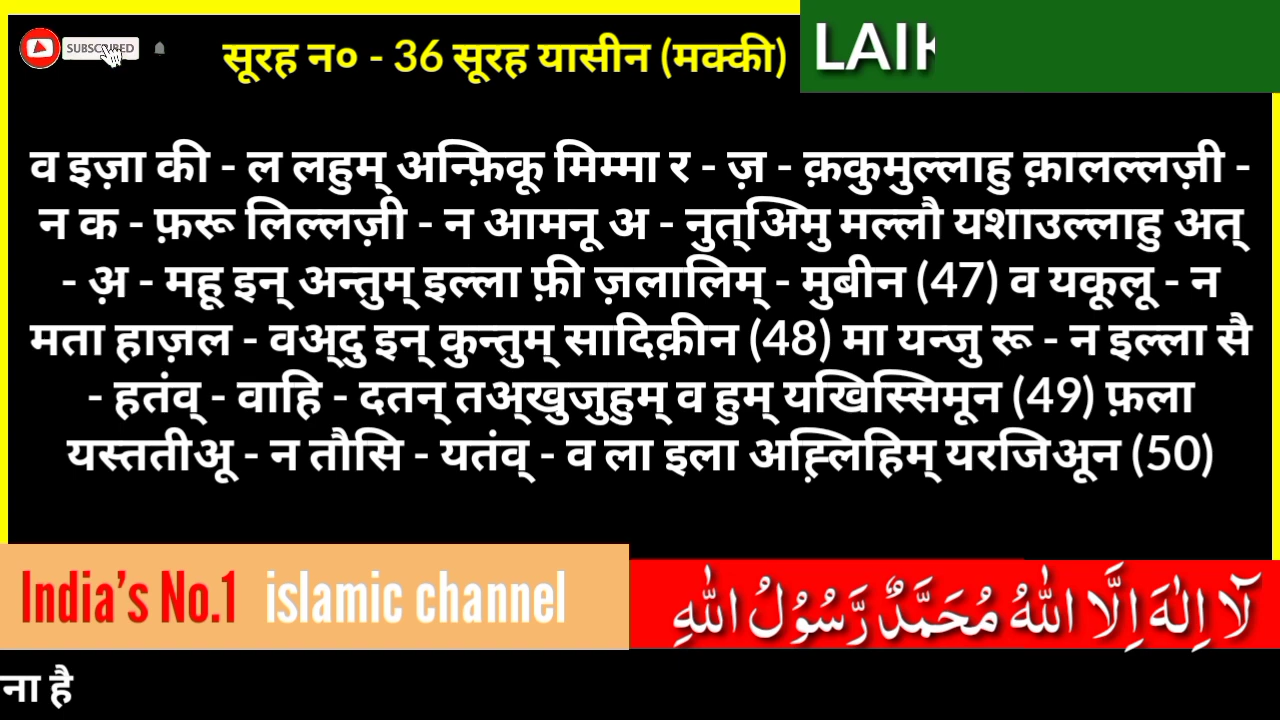 SUBSCRIBED
सूरह न० - 36 सूरह यासीन (मक्की)
LAIK
व इज़ा की - ल लहुम् अन्फ़िकू मिम्मा र - ज़ - क़कुमुल्लाहु क़ालल्लज़ी -
न क - फ़रू लिल्लज़ी - न आमनू अ - नुत्अिमु मल्लौ यशाउल्लाहु अत्
- अ़ - महू इन् अन्तुम् इल्ला फ़ी ज़लालिम् - मुबीन (47) व यकूलू - न
मता हाज़ल - वअ्दु इन् कुन्तुम् सादिक़ीन (48) मा यन्जु रू - न इल्ला सै
- हतंव् - वाहि - दतन् तअ्खुजुहुम् व हुम् यखिस्सिमून (49) फ़ला
यस्ततीअू - न तौसि - यतंव् - व ला इला अह़्लिहिम् यरजिअून (50)
India's No.1 islamic channel
لَآ اِلٰهَ اِلَّا اللّٰهُ مُحَمَّدٌ رَّسُوْلُ اللّٰهِ
ना है